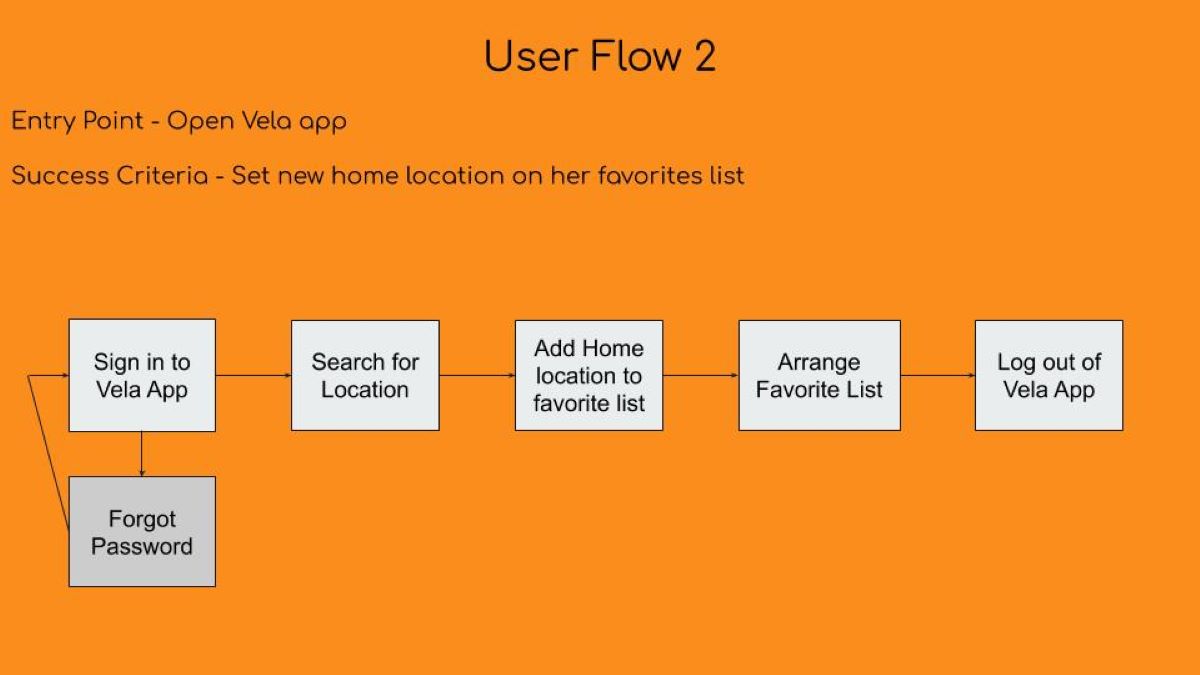 User Flow 2
Entry Point - Open Vela app
Success Criteria - Set new home location on her favorites list
Sign in to
Vela App
Search for
Location
Add Home
location to
favorite list
Arrange
Favorite List
Log out of
Vela App
Forgot
Password